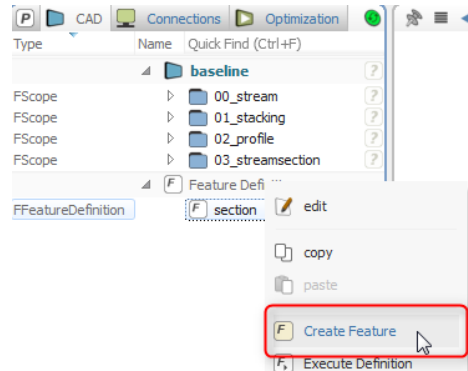 P CAD Connections Optimization
Type Name Quick Find (Ctrl+F)
baseline ?
FScope 00_stream ?
FScope 01_stacking ?
FScope 02_profile ?
FScope 03_streamsection ?
F Feature Defi...
FFeatureDefinition F section
edit
copy
paste
F Create Feature
F Execute Definition